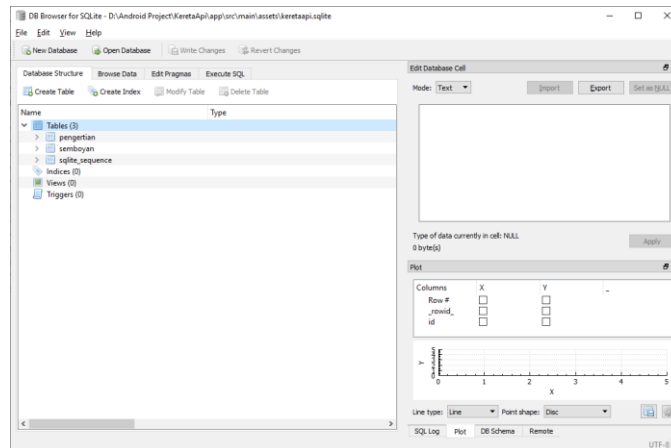 DB Browser for SQLite - D:\Android Project\KeretaApi\app\src\main\assets\keretaapi.sqlite
File Edit View Help
New Database Open Database Write Changes Revert Changes
Database Structure Browse Data Edit Pragmas Execute SQL
Create Table Create Index Modify Table Delete Table
Name Type
Tables (3)
pengertian
semboyan
sqlite_sequence
Indices (0)
Views (0)
Triggers (0)
Edit Database Cell
Mode: Text Import Export Set as NULL
Type of data currently in cell: NULL
0 byte(s)
Apply
Plot
Columns X Y _
Row #
_rowid_
id
Y
0 1 2 3 4 5
X
Line type: Line Point shape: Disc
SQL Log Plot DB Schema Remote
UTF-8